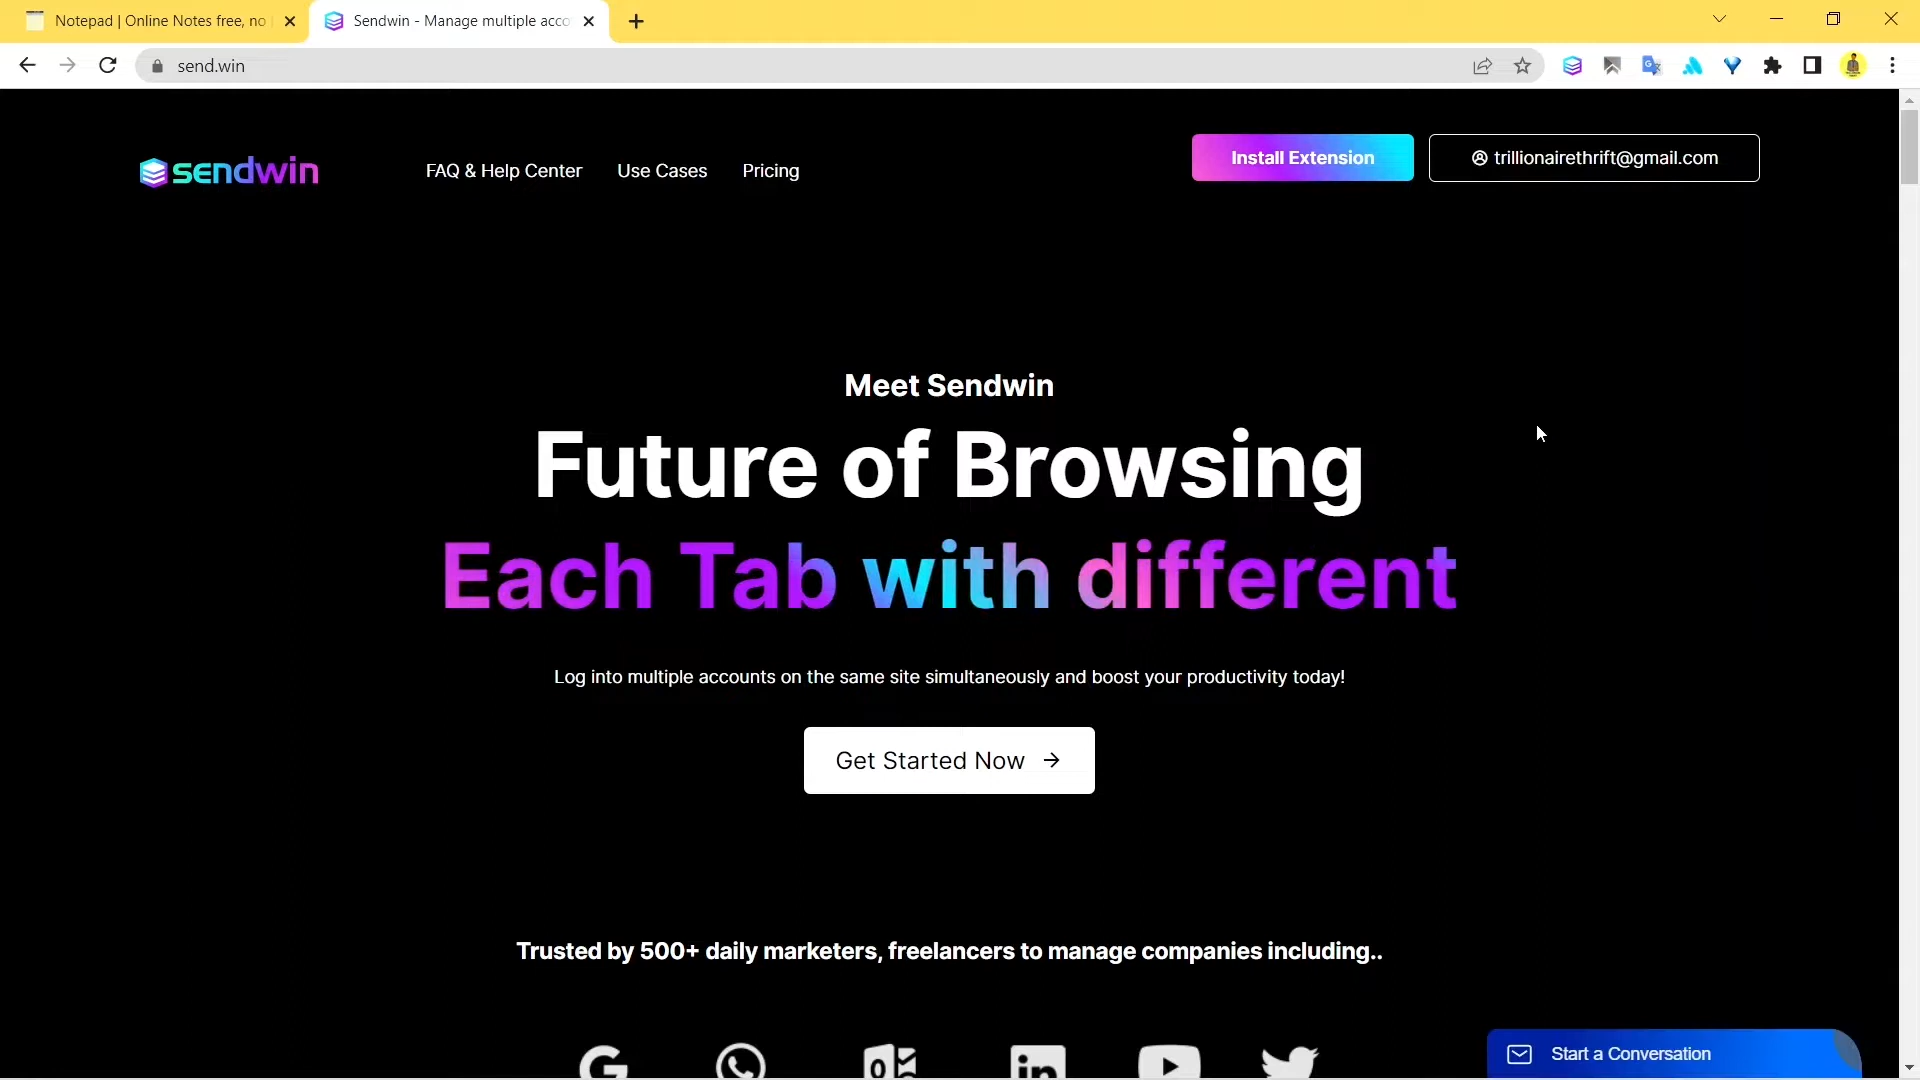 Notepad | Online Notes free, no
Sendwin - Manage multiple acco
send.win
sendwin
FAQ & Help Center
Use Cases
Pricing
Install Extension
trillionairethrift@gmail.com
Meet Sendwin
Future of Browsing
Each Tab with different
Log into multiple accounts on the same site simultaneously and boost your productivity today!
Get Started Now →
Trusted by 500+ daily marketers, freelancers to manage companies including..
Start a Conversation